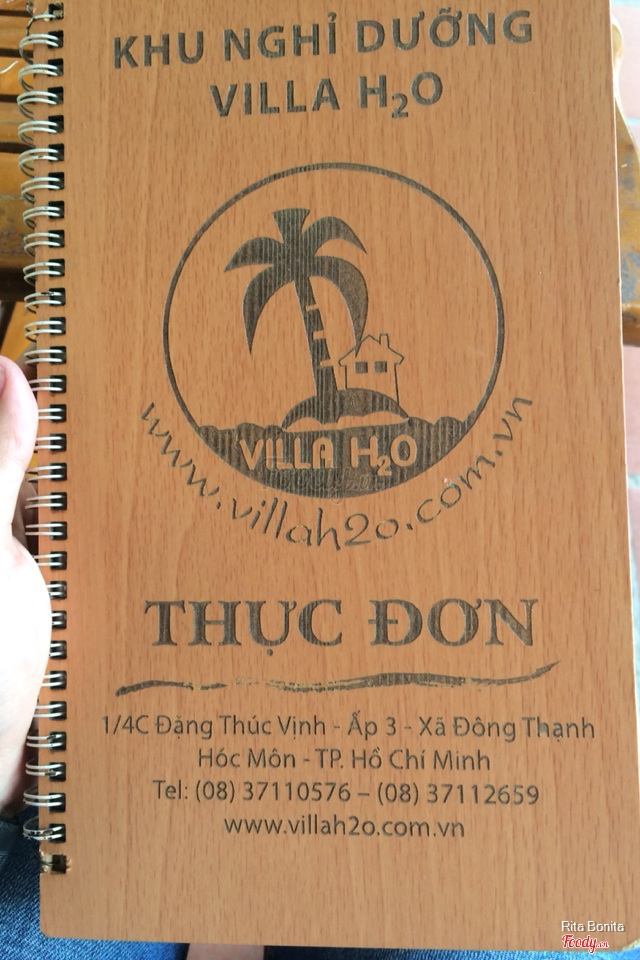 KHU NGHỈ DƯỠNG
VILLA H₂O
VILLA H₂O
www.villah2o.com.vn
THỰC ĐƠN
1/4C Đặng Thúc Vịnh - Ấp 3 - Xã Đông Thạnh
Hóc Môn - TP. Hồ Chí Minh
Tel: (08) 37110576 – (08) 37112659
www.villah2o.com.vn
Rita Bonita
Foody.vn